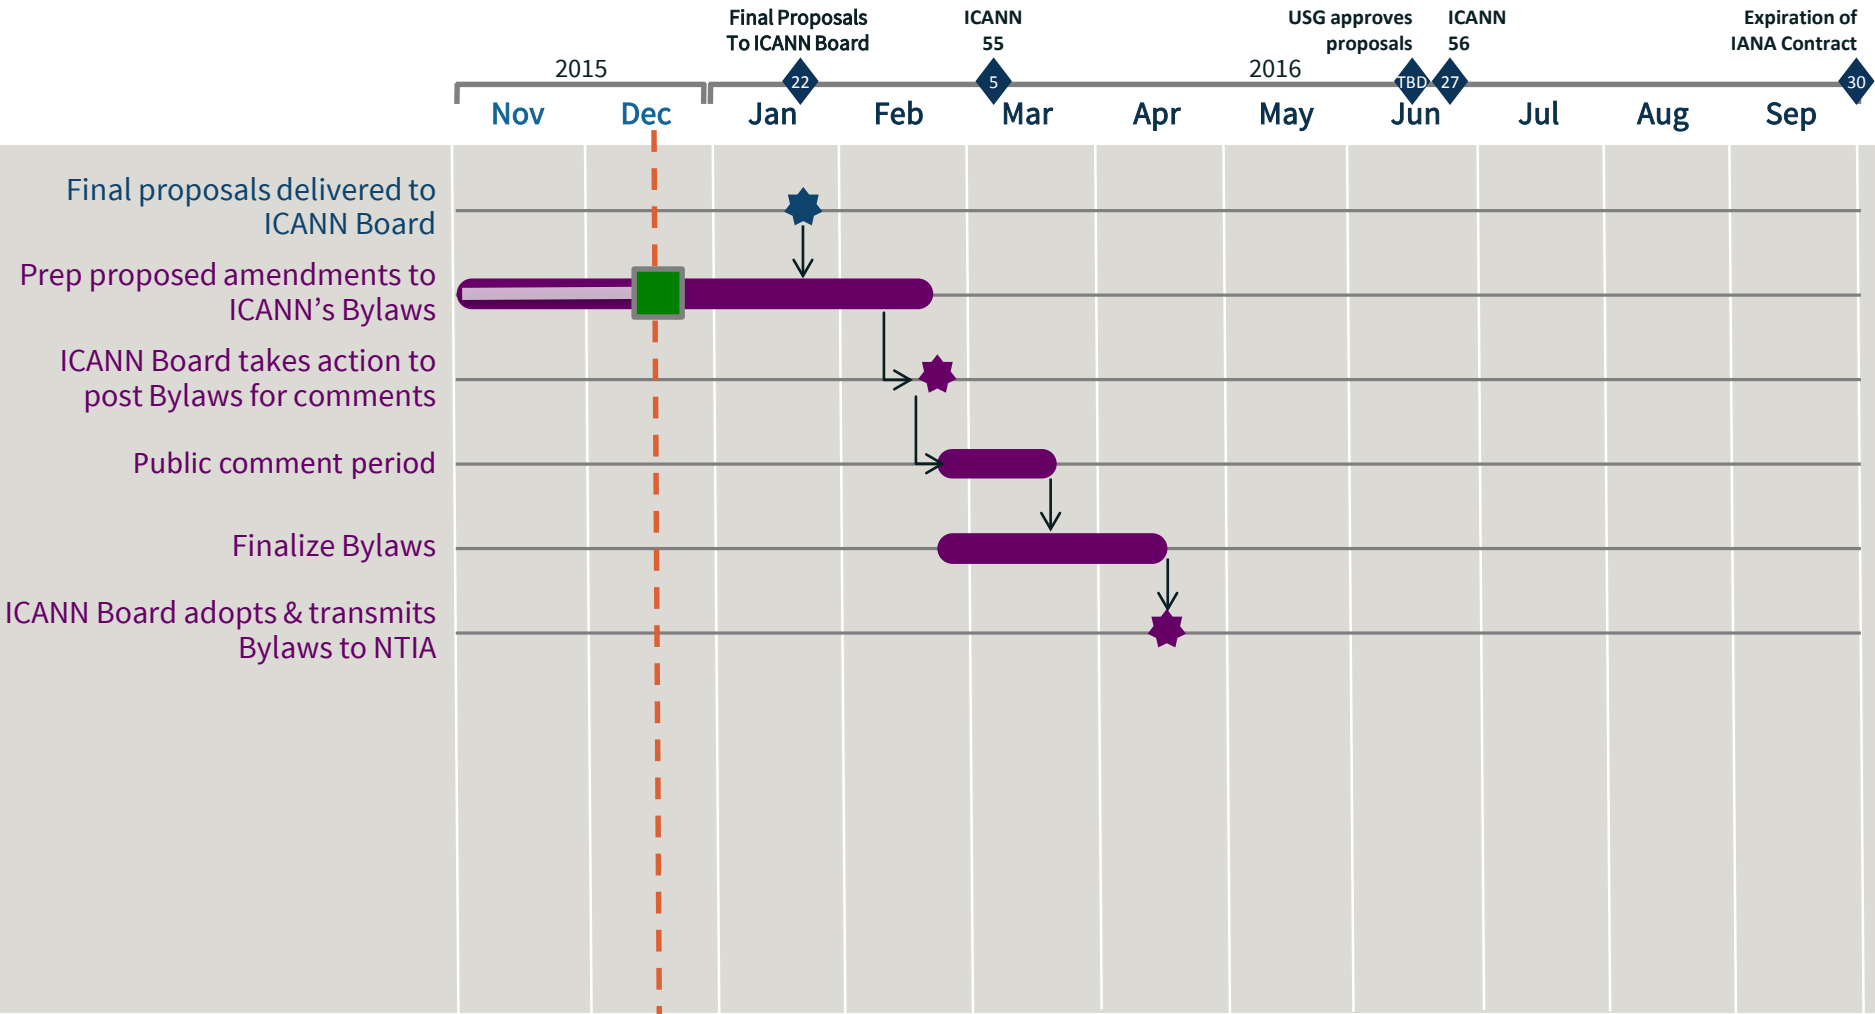 Final Proposals
To ICANN Board
ICANN
55
USG approves
proposals
ICANN
56
Expiration of
IANA Contract
2015
2016
22
5
TBD
27
30
Nov
Dec
Jan
Feb
Mar
Apr
May
Jun
Jul
Aug
Sep
Final proposals delivered to
ICANN Board
Prep proposed amendments to
ICANN’s Bylaws
ICANN Board takes action to
post Bylaws for comments
Public comment period
Finalize Bylaws
ICANN Board adopts & transmits
Bylaws to NTIA